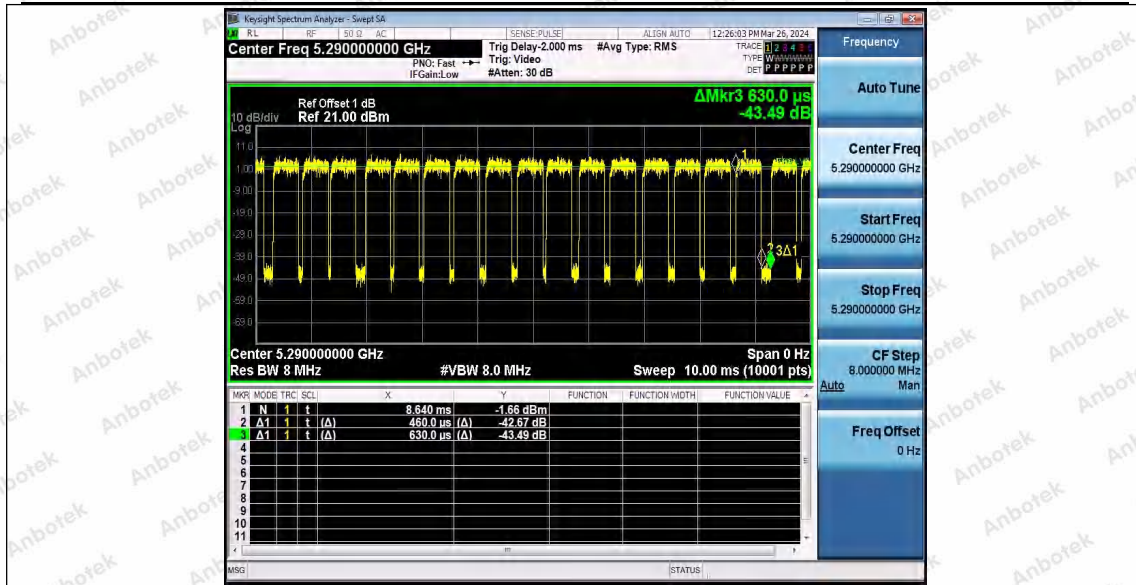 Keysight Spectrum Analyzer - Swept SA
RL RF 50 Ω AC SENSE:PULSE ALIGN AUTO 12:26:03 PM Mar 26, 2024
Center Freq 5.290000000 GHz Trig Delay-2.000 ms #Avg Type: RMS TRACE 1 2 3 4 5 6
PNO: Fast Trig: Video TYPE WWWWWW
IFGain:Low #Atten: 30 dB DET P P P P P P
ΔMkr3 630.0 µs
Ref Offset 1 dB
10 dB/div Ref 21.00 dBm -43.49 dB
Log
11.0
1.00
-9.00
-19.0
-29.0
-39.0
-49.0
-59.0
-69.0
1
2 3Δ1
Center 5.290000000 GHz Span 0 Hz
Res BW 8 MHz #VBW 8.0 MHz Sweep 10.00 ms (10001 pts)
MKR MODE TRC SCL X Y FUNCTION FUNCTION WIDTH FUNCTION VALUE
1 N 1 t 8.640 ms -1.66 dBm
2 Δ1 1 t (Δ) 460.0 µs (Δ) -42.67 dB
3 Δ1 1 t (Δ) 630.0 µs (Δ) -43.49 dB
4
5
6
7
8
9
10
11
MSG STATUS
Frequency
Auto Tune
Center Freq
5.290000000 GHz
Start Freq
5.290000000 GHz
Stop Freq
5.290000000 GHz
CF Step
8.000000 MHz
Auto Man
Freq Offset
0 Hz
Anbotek